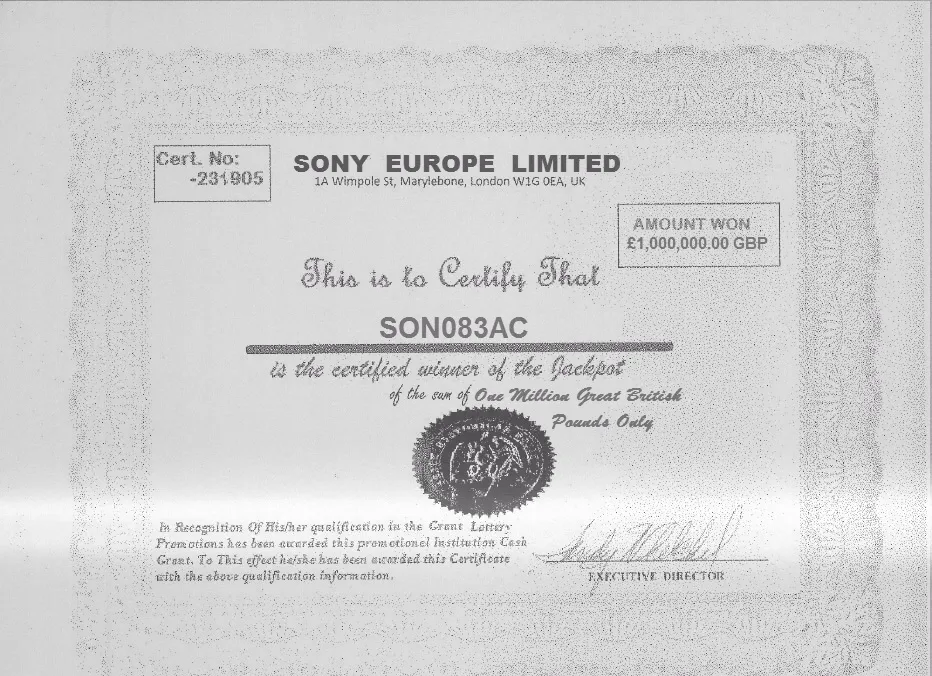 Cert. No:
-231905
SONY EUROPE LIMITED
1A Wimpole St, Marylebone, London W1G 0EA, UK
AMOUNT WON
£1,000,000.00 GBP
This is to Certify That
SON083AC
is the certified winner of the Jackpot
of the sum of One Million Great British
Pounds Only
In Recognition Of His/her qualification in the Grant Lottery
Promotions has been awarded this promotionel Institution Cash
Grant. To This effect he/she has been awarded this Certificate
with the above qualification information.
EXECUTIVE DIRECTOR